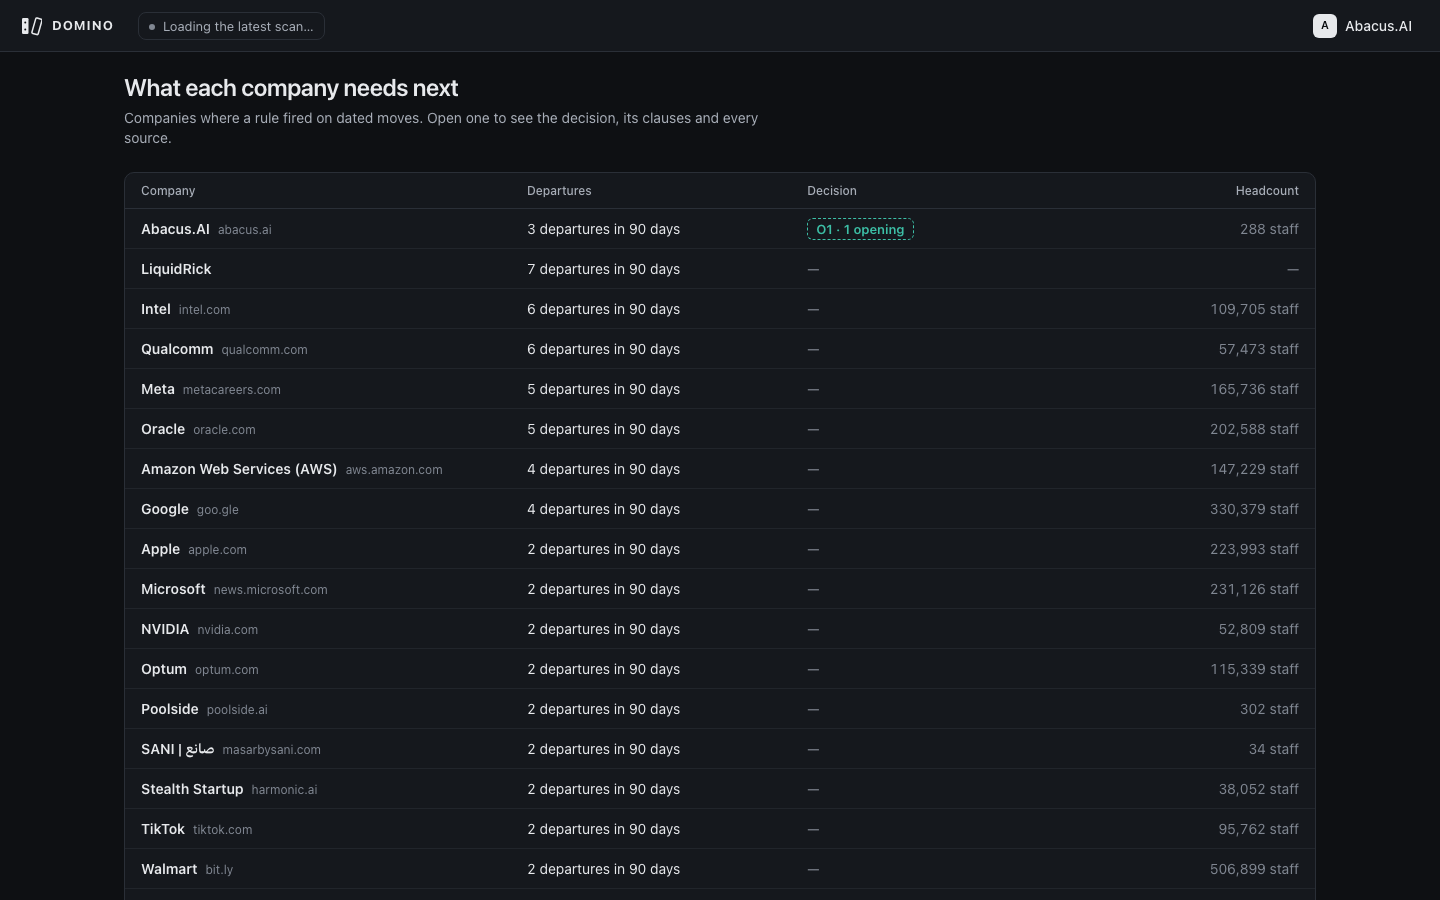 DOMINO
Loading the latest scan...
A
Abacus.AI
What each company needs next
Companies where a rule fired on dated moves. Open one to see the decision, its clauses and every
source.
Company Departures Decision Headcount
Abacus.AI abacus.ai 3 departures in 90 days O1 · 1 opening 288 staff
LiquidRick 7 departures in 90 days — —
Intel intel.com 6 departures in 90 days — 109,705 staff
Qualcomm qualcomm.com 6 departures in 90 days — 57,473 staff
Meta metacareers.com 5 departures in 90 days — 165,736 staff
Oracle oracle.com 5 departures in 90 days — 202,588 staff
Amazon Web Services (AWS) aws.amazon.com 4 departures in 90 days — 147,229 staff
Google goo.gle 4 departures in 90 days — 330,379 staff
Apple apple.com 2 departures in 90 days — 223,993 staff
Microsoft news.microsoft.com 2 departures in 90 days — 231,126 staff
NVIDIA nvidia.com 2 departures in 90 days — 52,809 staff
Optum optum.com 2 departures in 90 days — 115,339 staff
Poolside poolside.ai 2 departures in 90 days — 302 staff
SANI | صانع masarbysani.com 2 departures in 90 days — 34 staff
Stealth Startup harmonic.ai 2 departures in 90 days — 38,052 staff
TikTok tiktok.com 2 departures in 90 days — 95,762 staff
Walmart bit.ly 2 departures in 90 days — 506,899 staff